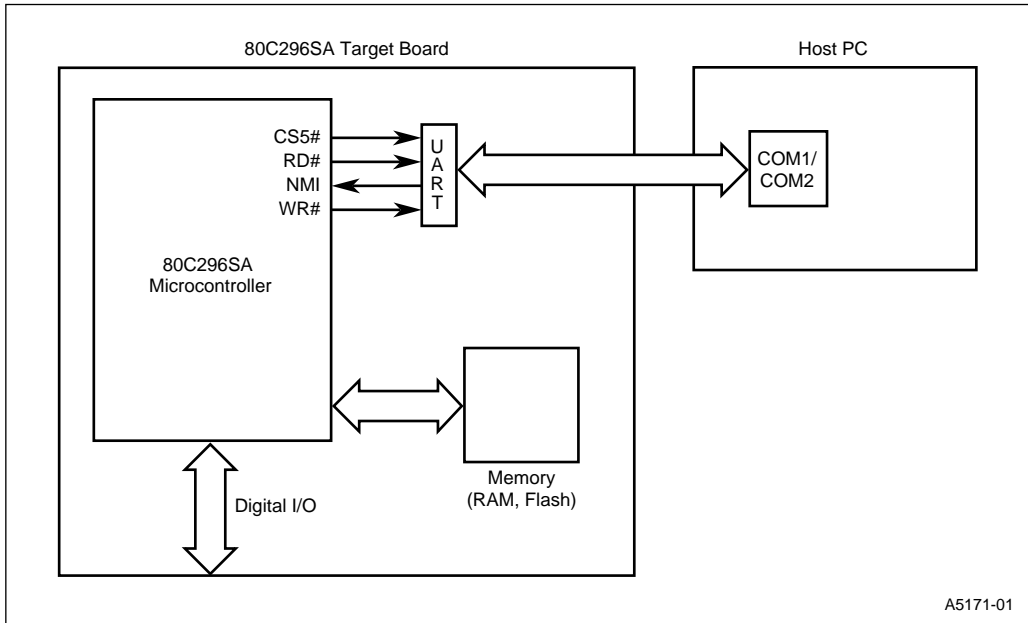 80C296SA Target Board
Host PC
CS5#
RD#
NMI
WR#
UART
COM1/
COM2
80C296SA
Microcontroller
Memory
(RAM, Flash)
Digital I/O
A5171-01